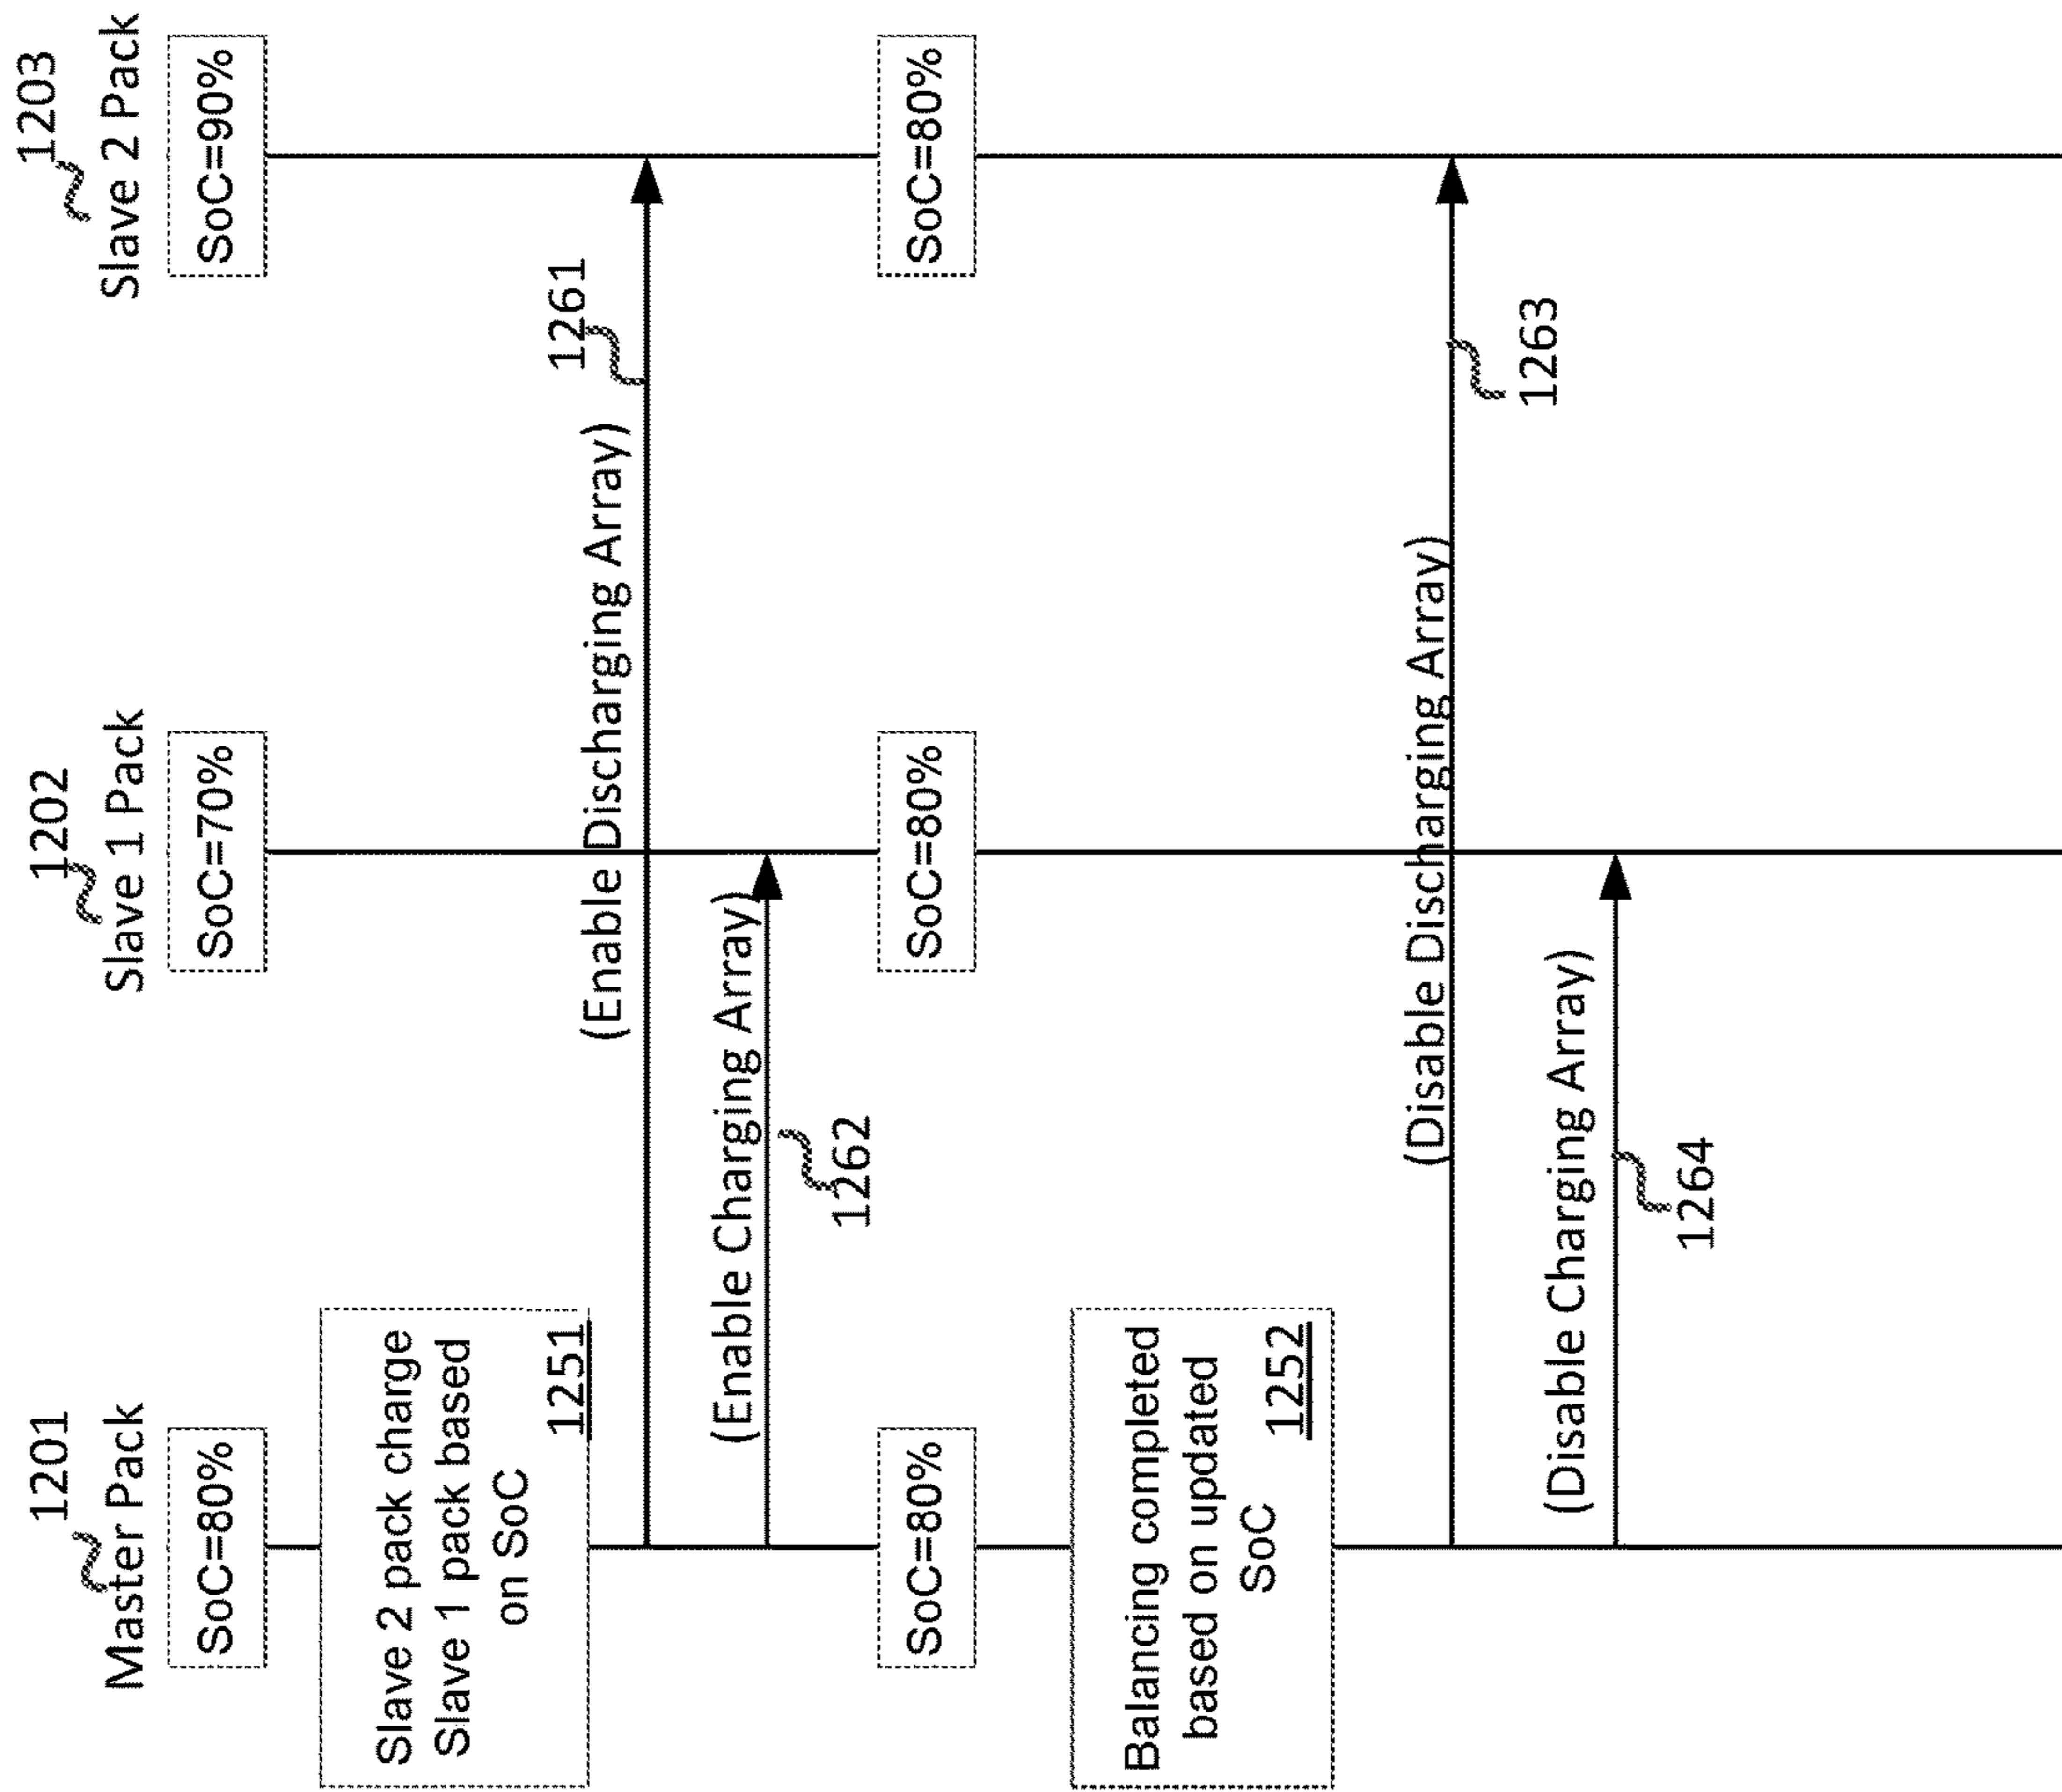 1201
Master Pack
1202
Slave 1 Pack
1203
Slave 2 Pack
SoC=80%
SoC=70%
SoC=90%
Slave 2 pack charge
Slave 1 pack based
on SoC
1251
(Enable Discharging Array)
1261
(Enable Charging Array)
1262
SoC=80%
SoC=80%
SoC=80%
Balancing completed
based on updated
SoC
1252
(Disable Discharging Array)
1263
(Disable Charging Array)
1264